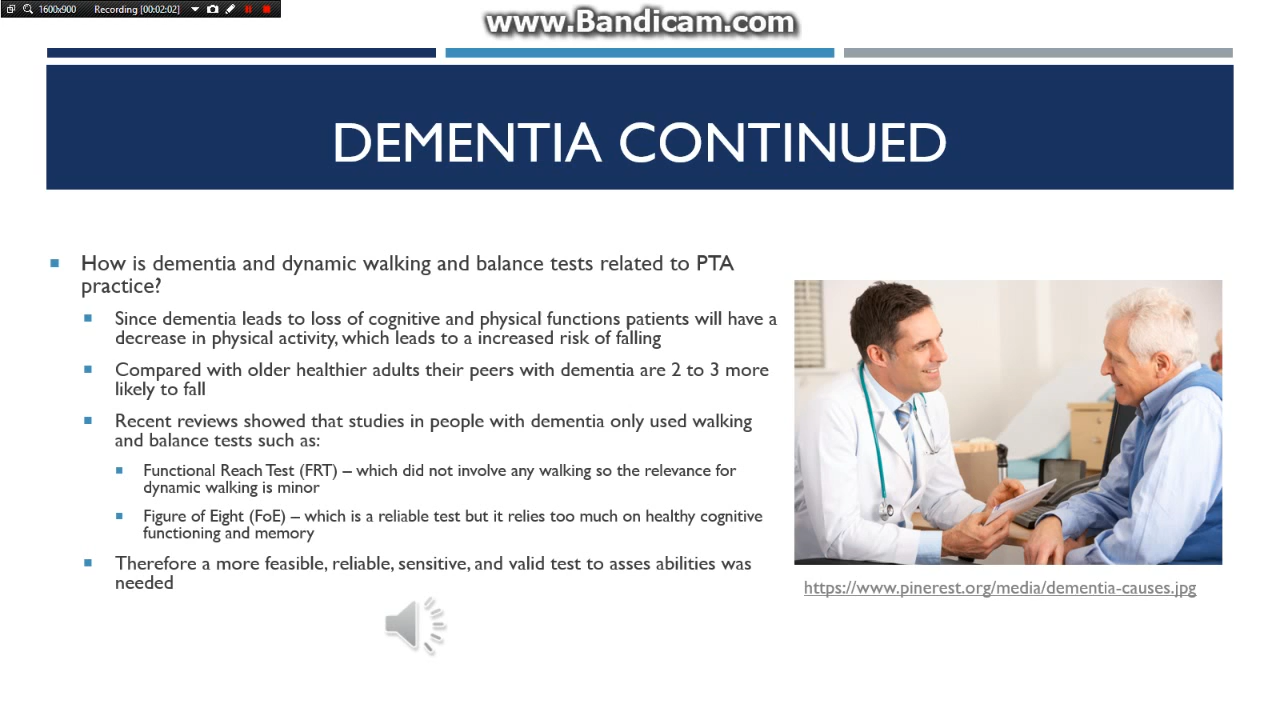 1600x900 Recording [00:02:02]
www.Bandicam.com
DEMENTIA CONTINUED
How is dementia and dynamic walking and balance tests related to PTA
practice?
Since dementia leads to loss of cognitive and physical functions patients will have a
decrease in physical activity, which leads to a increased risk of falling
Compared with older healthier adults their peers with dementia are 2 to 3 more
likely to fall
Recent reviews showed that studies in people with dementia only used walking
and balance tests such as:
Functional Reach Test (FRT) – which did not involve any walking so the relevance for
dynamic walking is minor
Figure of Eight (FoE) – which is a reliable test but it relies too much on healthy cognitive
functioning and memory
Therefore a more feasible, reliable, sensitive, and valid test to asses abilities was
needed
https://www.pinerest.org/media/dementia-causes.jpg